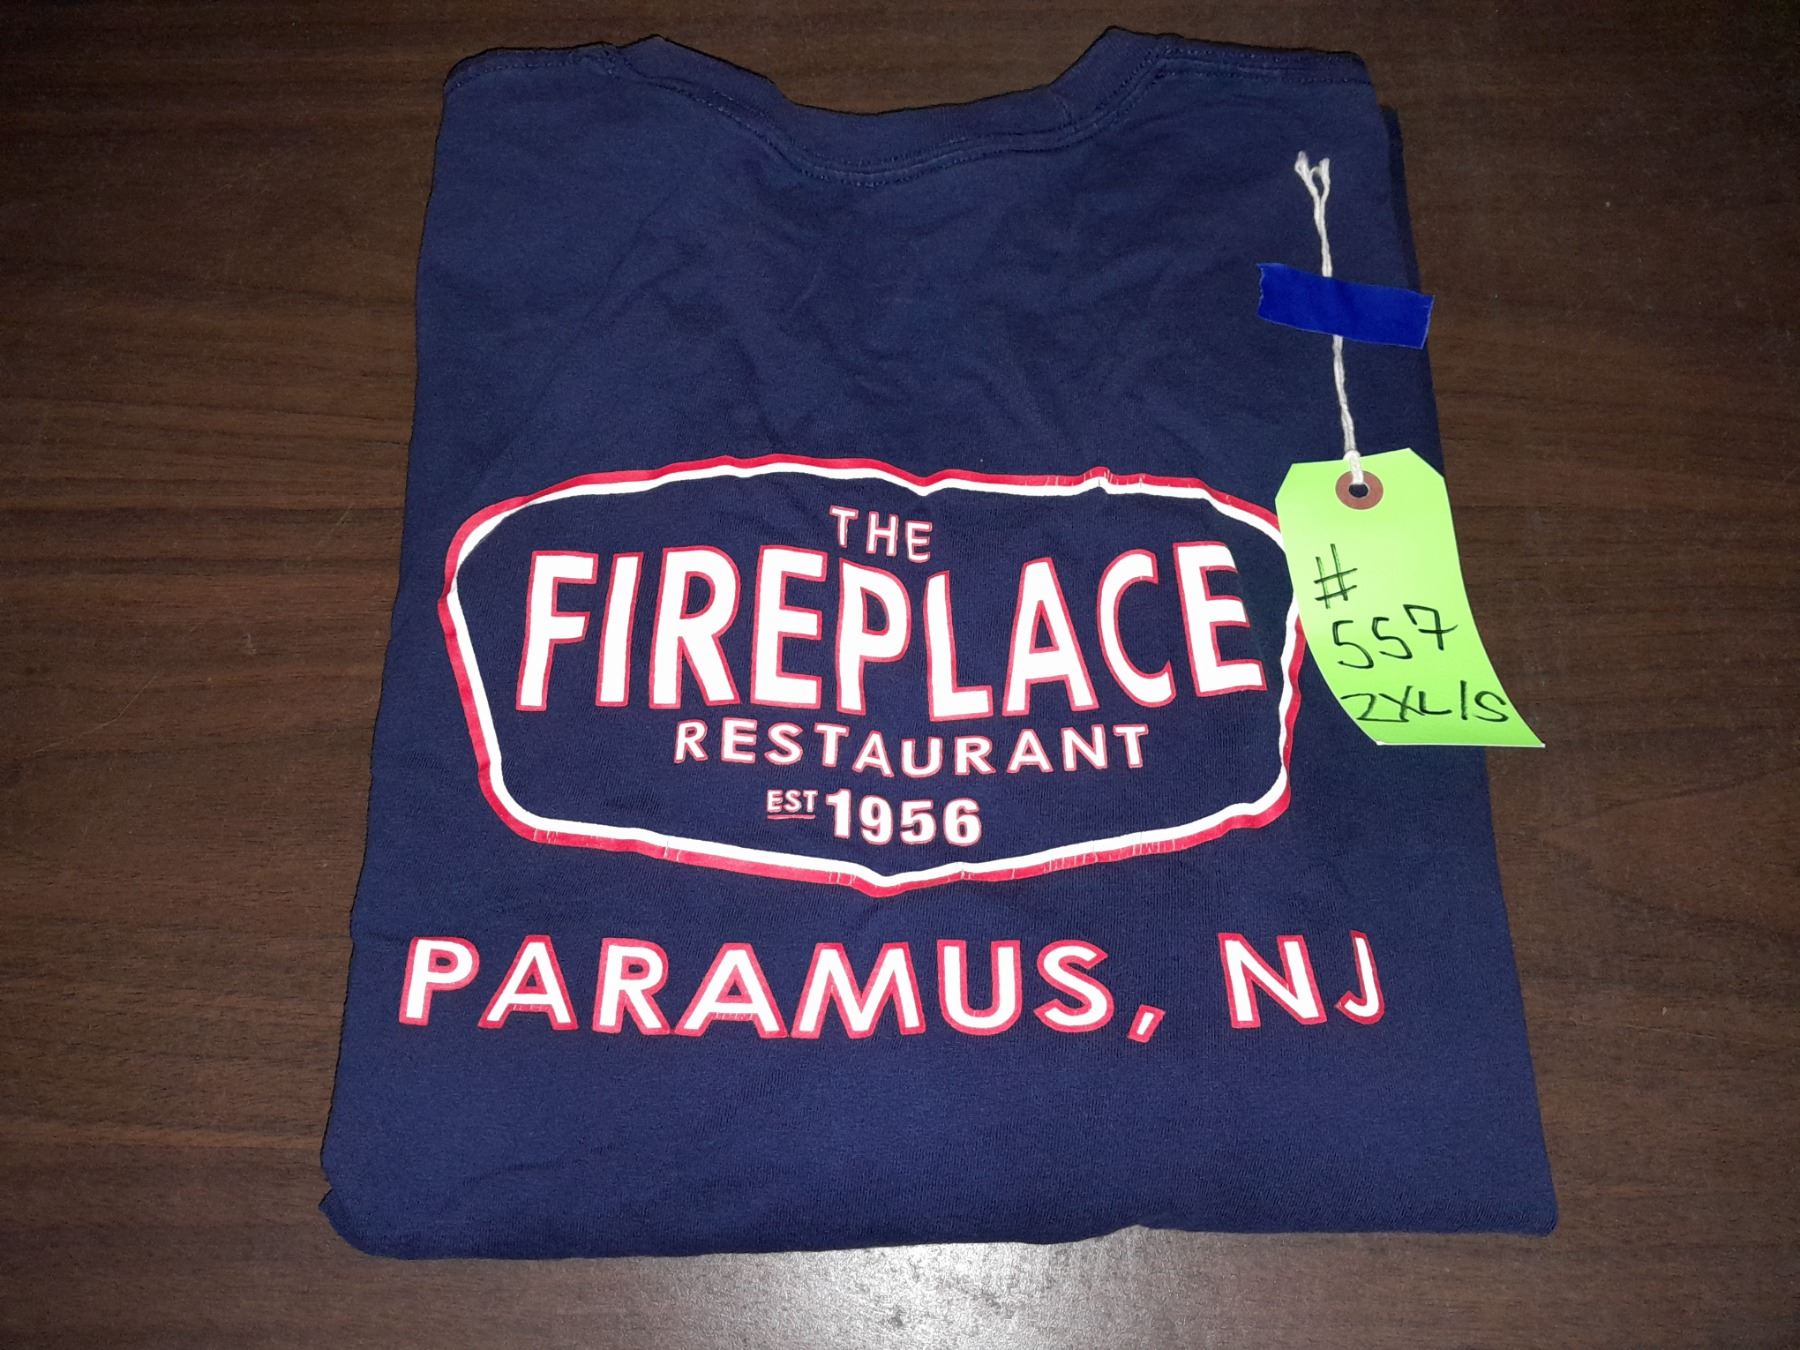 THE
FIREPLACE
RESTAURANT
EST 1956
PARAMUS, NJ
#
557
2XL/S